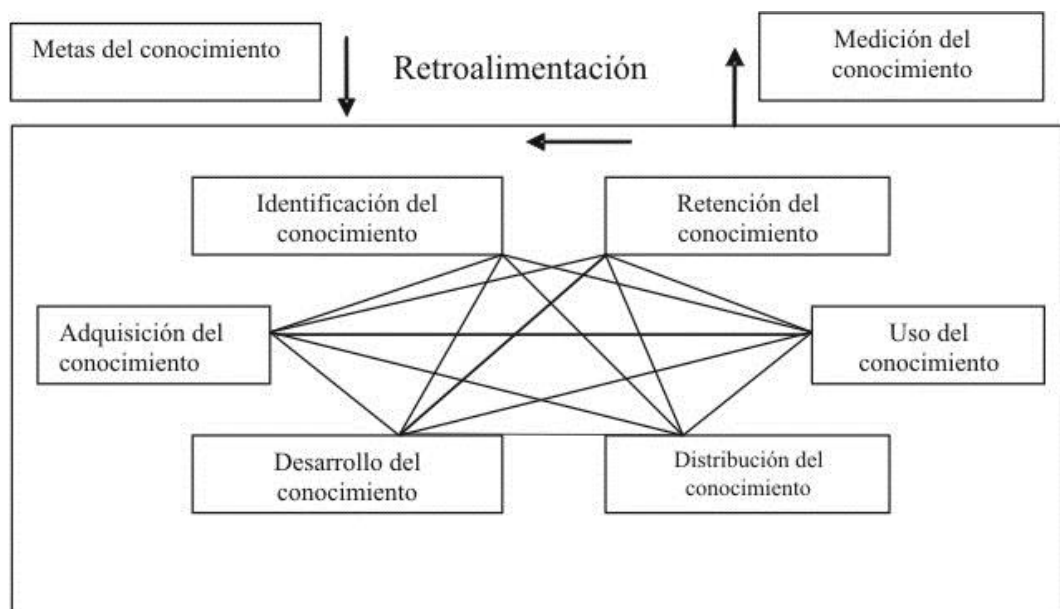 Metas del conocimiento
Retroalimentación
Medición del
conocimiento
Identificación del
conocimiento
Retención del
conocimiento
Adquisición del
conocimiento
Uso del
conocimiento
Desarrollo del
conocimiento
Distribución del
conocimiento